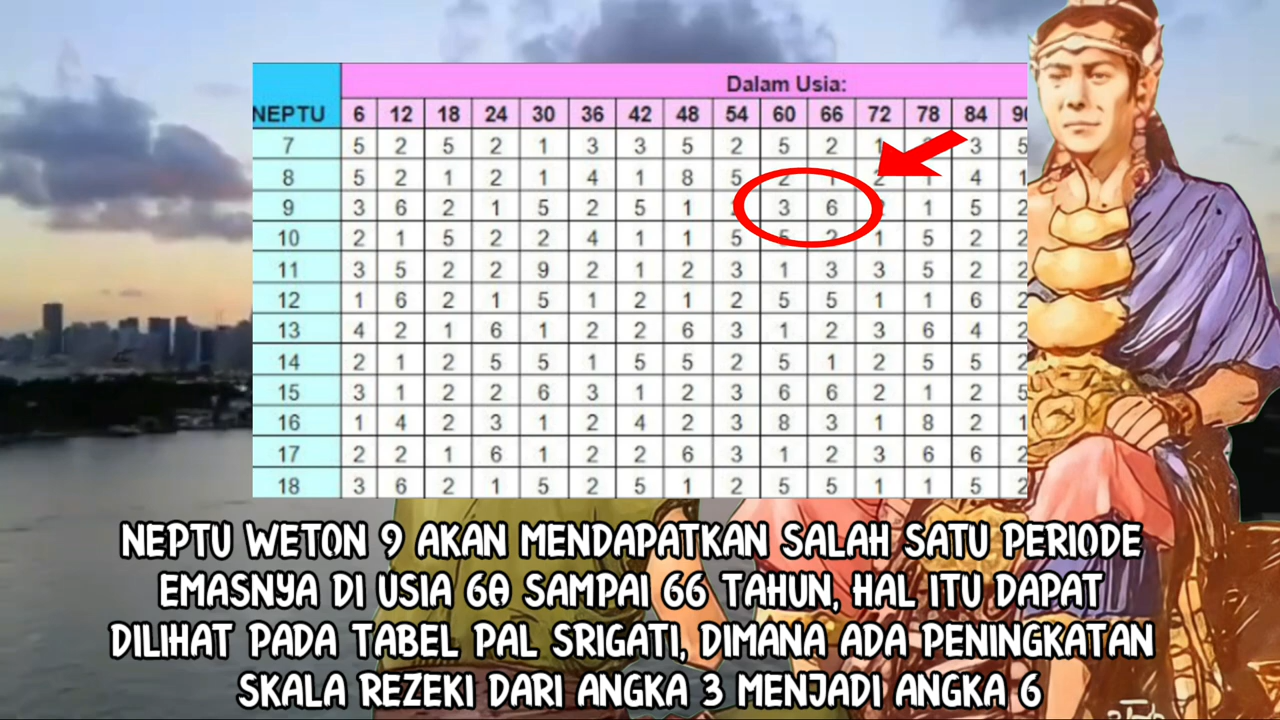 Dalam Usia:
NEPTU 6 12 18 24 30 36 42 48 54 60 66 72 78 84
7 5 2 5 2 1 3 3 5 2 5 2 1 3 5
8 5 2 1 2 1 4 1 8 5 2 1 2 1 4 1
9 3 6 2 1 5 2 5 1 3 6 1 5 2
10 2 1 5 2 2 4 1 1 5 5 2 1 5 2 2
11 3 5 2 2 9 2 1 2 3 1 3 3 5 2 2
12 1 6 2 1 5 1 2 1 2 5 5 1 1 6 2
13 4 2 1 6 1 2 2 6 3 1 2 3 6 4 2
14 2 1 2 5 5 1 5 5 2 5 1 2 5 5 2
15 3 1 2 2 6 3 1 2 3 6 6 2 1 2 5
16 1 4 2 3 1 2 4 2 3 8 3 1 8 2 1
17 2 2 1 6 1 2 2 6 3 1 2 3 6 6 2
18 3 6 2 1 5 2 5 1 2 5 5 1 1 5 2
NEPTU WETON 9 AKAN MENDAPATKAN SALAH SATU PERIODE
EMASNYA DI USIA 60 SAMPAI 66 TAHUN, HAL ITU DAPAT
DILIHAT PADA TABEL PAL SRIGATI, DIMANA ADA PENINGKATAN
SKALA REZEKI DARI ANGKA 3 MENJADI ANGKA 6